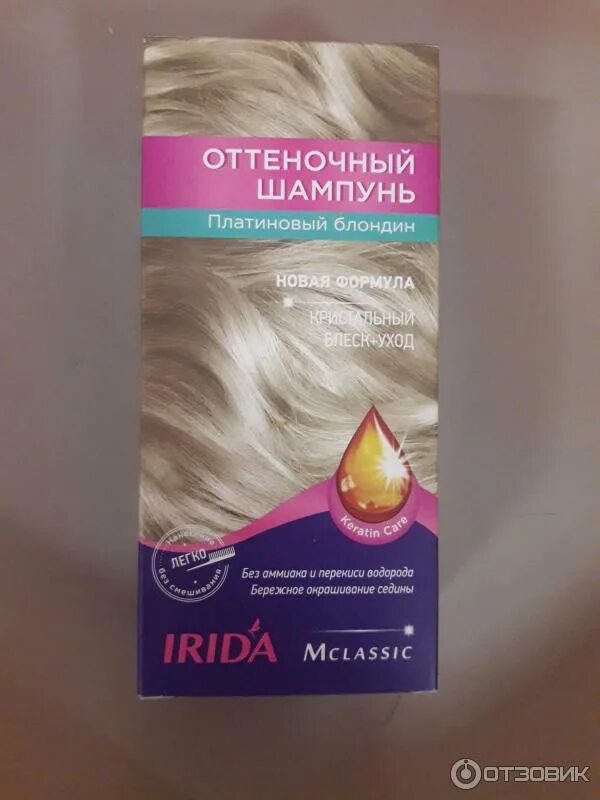 ОТТЕНОЧНЫЙ
ШАМПУНЬ
Платиновый блондин
НОВАЯ ФОРМУЛА
КРИСТАЛЬНЫЙ
БЛЕСК+УХОД
Keratin Care
Нанесение
ЛЕГКО
без смешивания
Без аммиака и перекиси водорода
Бережное окрашивание седины
IRIDA MCLASSIC
ОТЗОВИК